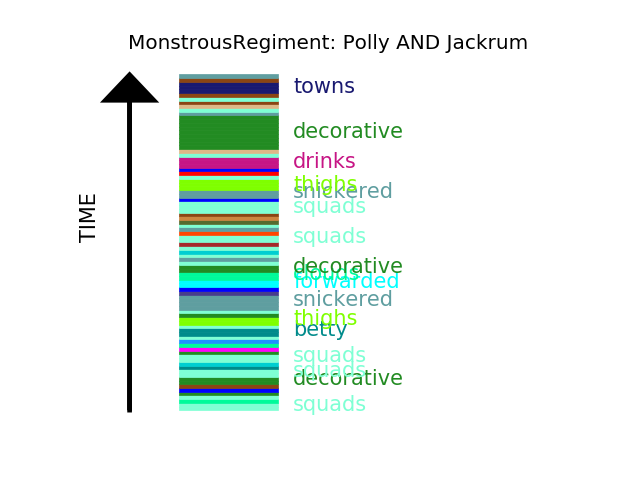 MonstrousRegiment: Polly AND Jackrum
TIME
towns
decorative
drinks
thighs
snickered
squads
squads
decorative
clouds
forwarded
snickered
thighs
betty
squads
squads
decorative
squads